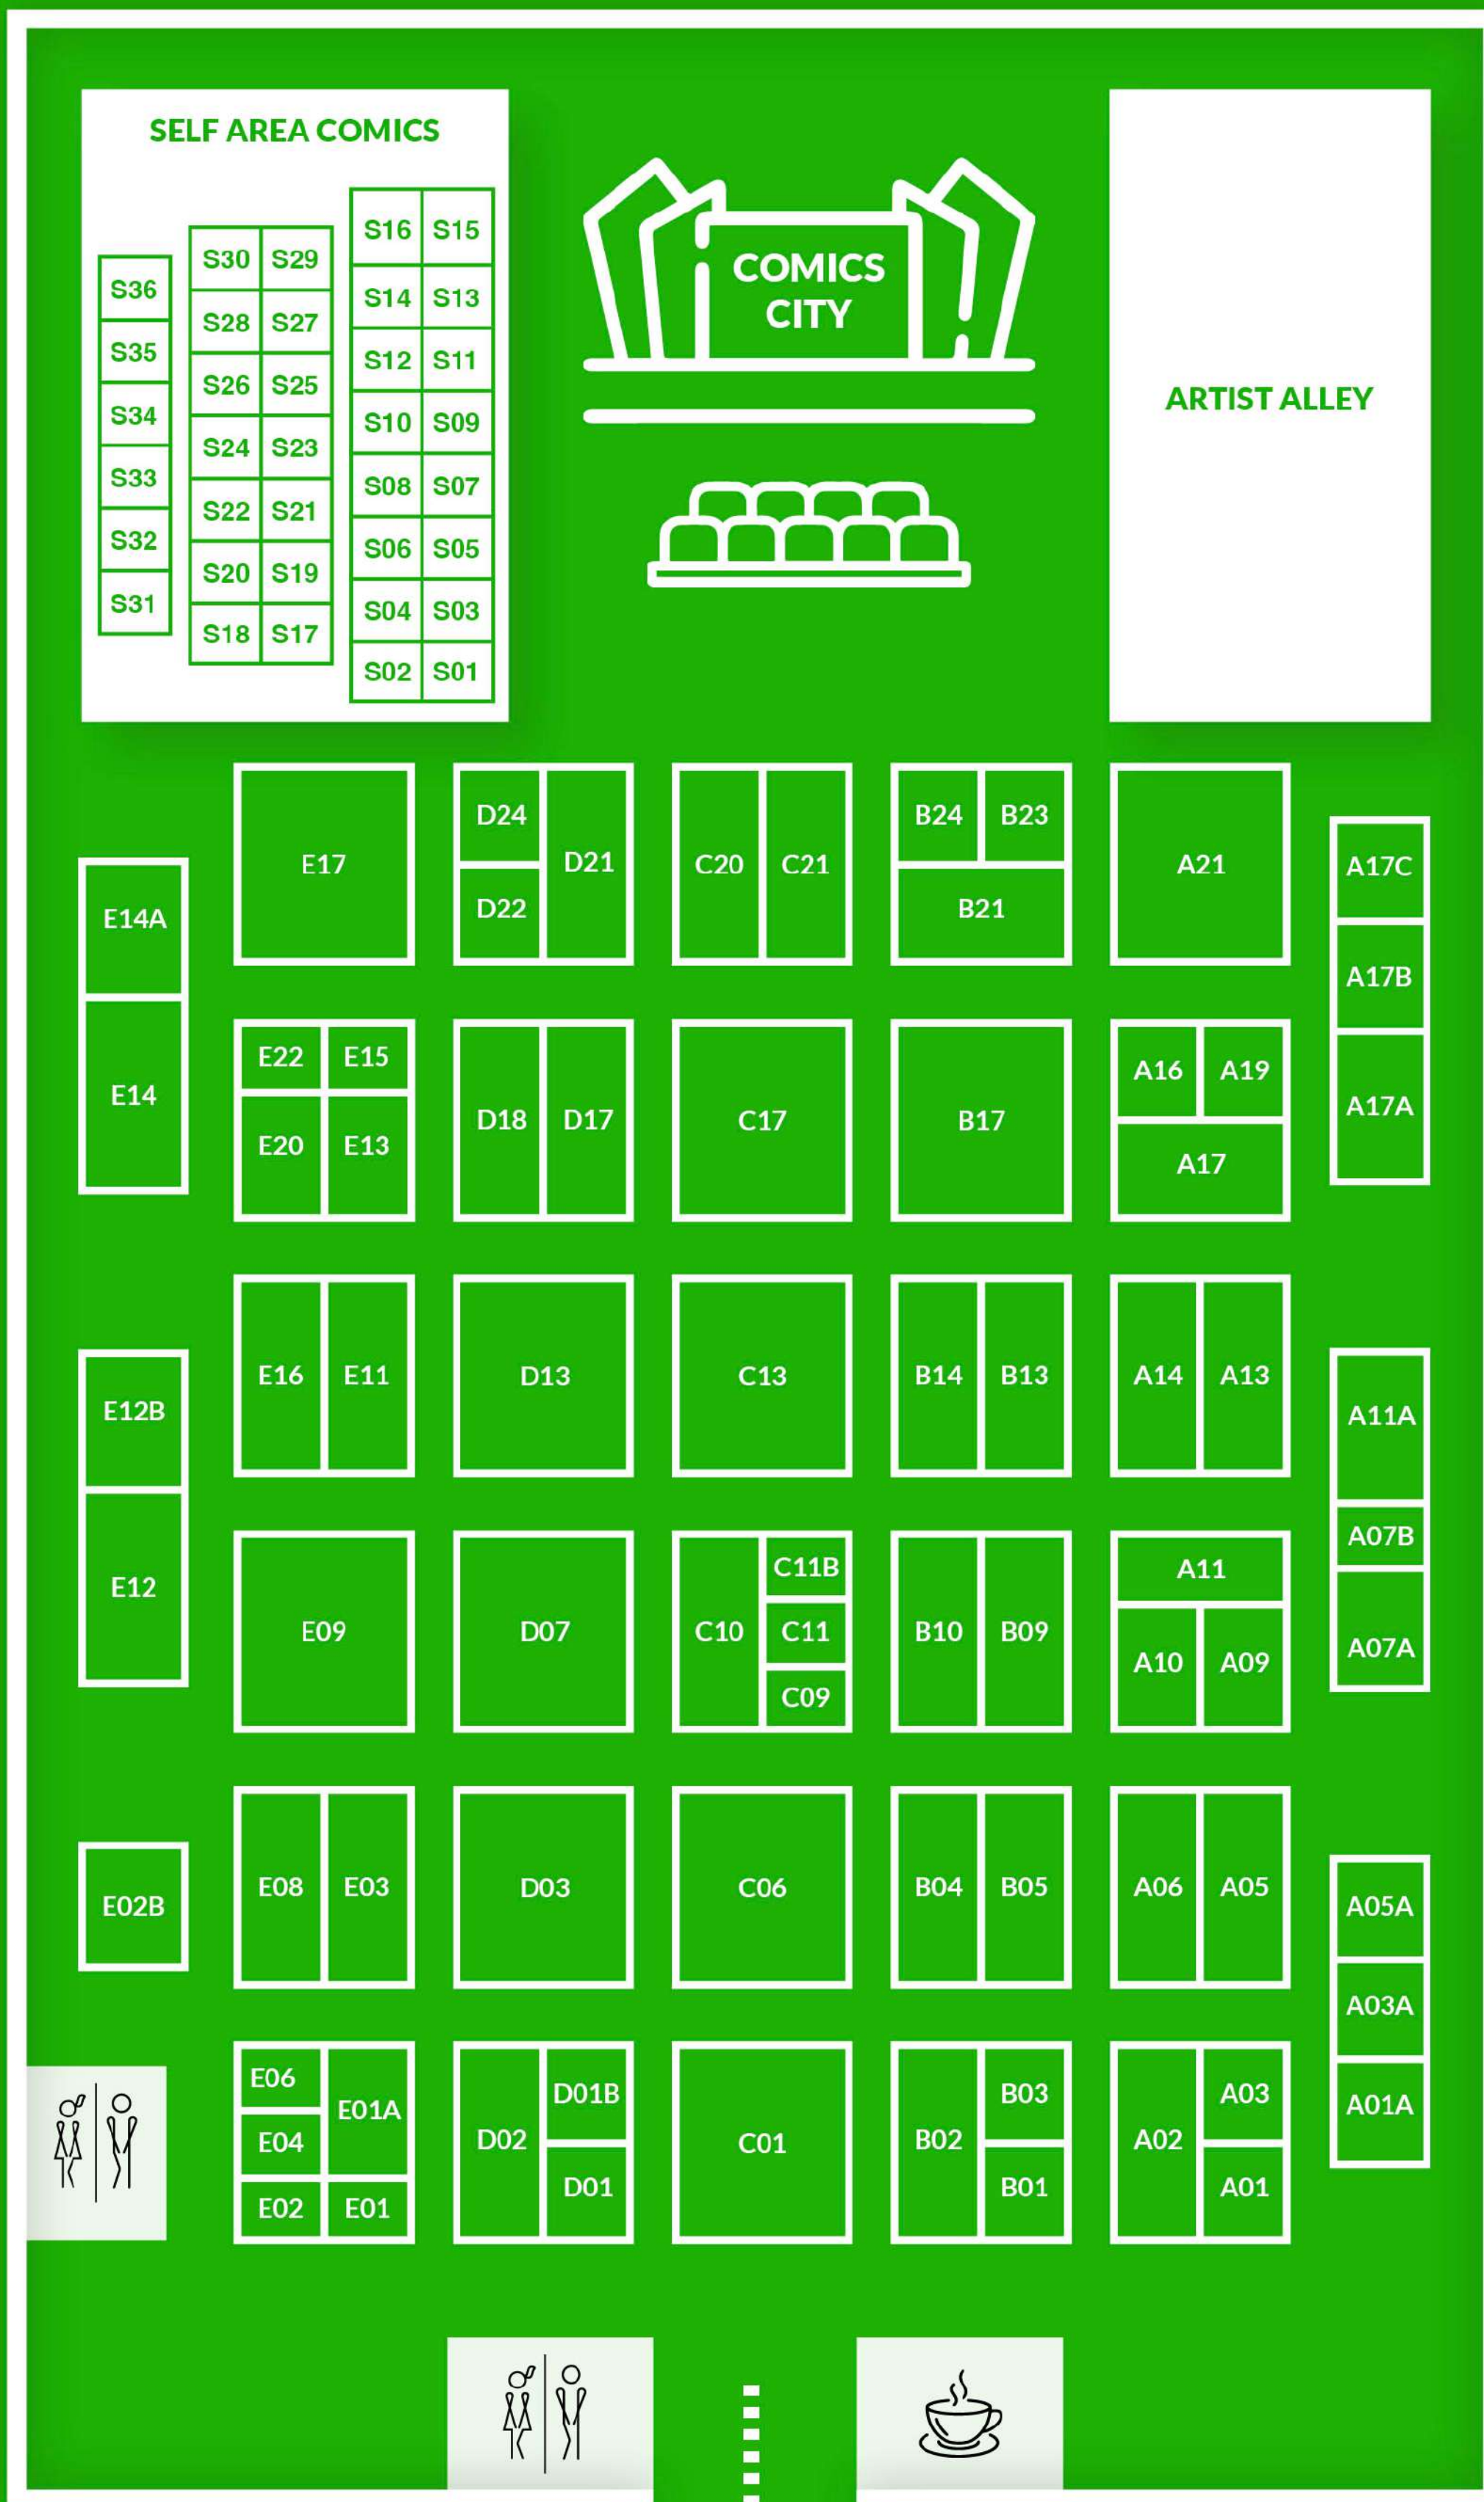 SELF AREA COMICS
S16 S15
S30 S29
S36
S14 S13
S28 S27
S35
S12 S11
S26 S25
S34
S10 S09
S24 S23
S33
S08 S07
S22 S21
S32
S06 S05
S20 S19
S31
S04 S03
S18 S17
S02 S01
COMICS
CITY
ARTIST ALLEY
E17
D24
D21
D22
C20 C21
B24 B23
B21
A21
A17C
A17B
A17A
E14A
E14
E22 E15
E20 E13
D18 D17
C17
B17
A16 A19
A17
E12B
E12
E16 E11
D13
C13
B14 B13
A14 A13
A11A
A07B
A07A
E09
D07
C10
C11B
C11
C09
B10 B09
A11
A10 A09
E02B
E08 E03
D03
C06
B04 B05
A06 A05
A05A
A03A
A01A
E06
E01A
E04
E02 E01
D02
D01B
D01
C01
B02
B03
B01
A02
A03
A01